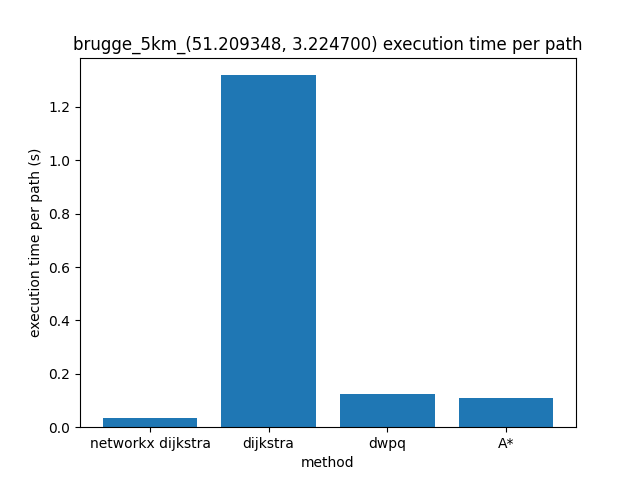 brugge_5km_(51.209348, 3.224700) execution time per path
execution time per path (s)
1.2
1.0
0.8
0.6
0.4
0.2
0.0
networkx dijkstra
dijkstra
dwpq
A*
method